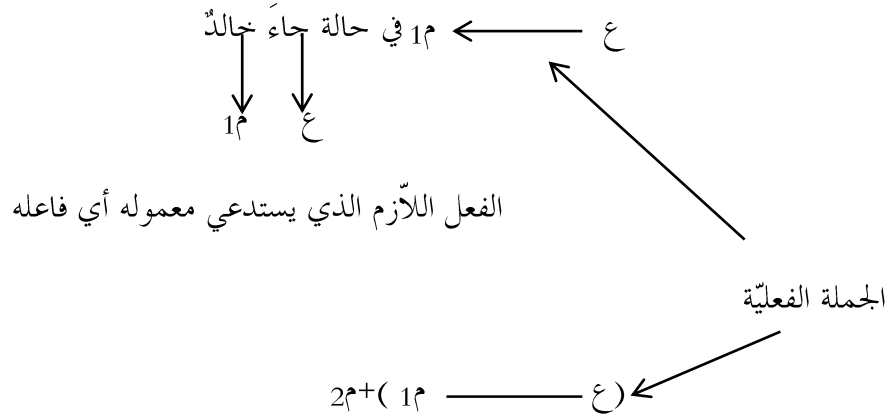 ع م1 في حالة جاءَ خالدٌ
ع م1
الفعل اللاّزم الذي يستدعي معموله أي فاعله
الجملة الفعليّة
(ع م1 )+م2